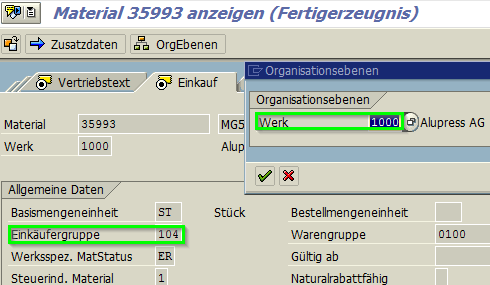 Material 35993 anzeigen (Fertigerzeugnis)
Zusatzdaten OrgEbenen
Vertriebstext Einkauf
Organisationsebenen
Organisationsebenen
Werk 1000 Alupress AG
Material 35993 MG5
Werk 1000 Alup
Allgemeine Daten
Basismengeneinheit ST Stück Bestellmengeneinheit
Einkäufergruppe 104 Warengruppe 0100
Werksspez. MatStatus ER Gültig ab
Steuerind. Material 1 Naturalrabattfähig